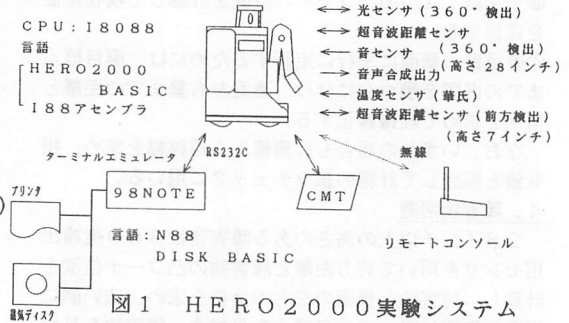 CPU:I8088
言語
HERO2000
BASIC
I88アセンブラ
光センサ(360°検出)
超音波距離センサ
音センサ (360°検出)
(高さ28インチ)
音声合成出力
温度センサ(華氏)
超音波距離センサ(前方検出)
(高さ7インチ)
ターミナルエミュレータ
RS232C
無線
プリンタ
98NOTE
CMT
言語:N88
DISK BASIC
リモートコンソール
磁気ディスク
図 HERO2000実験システム